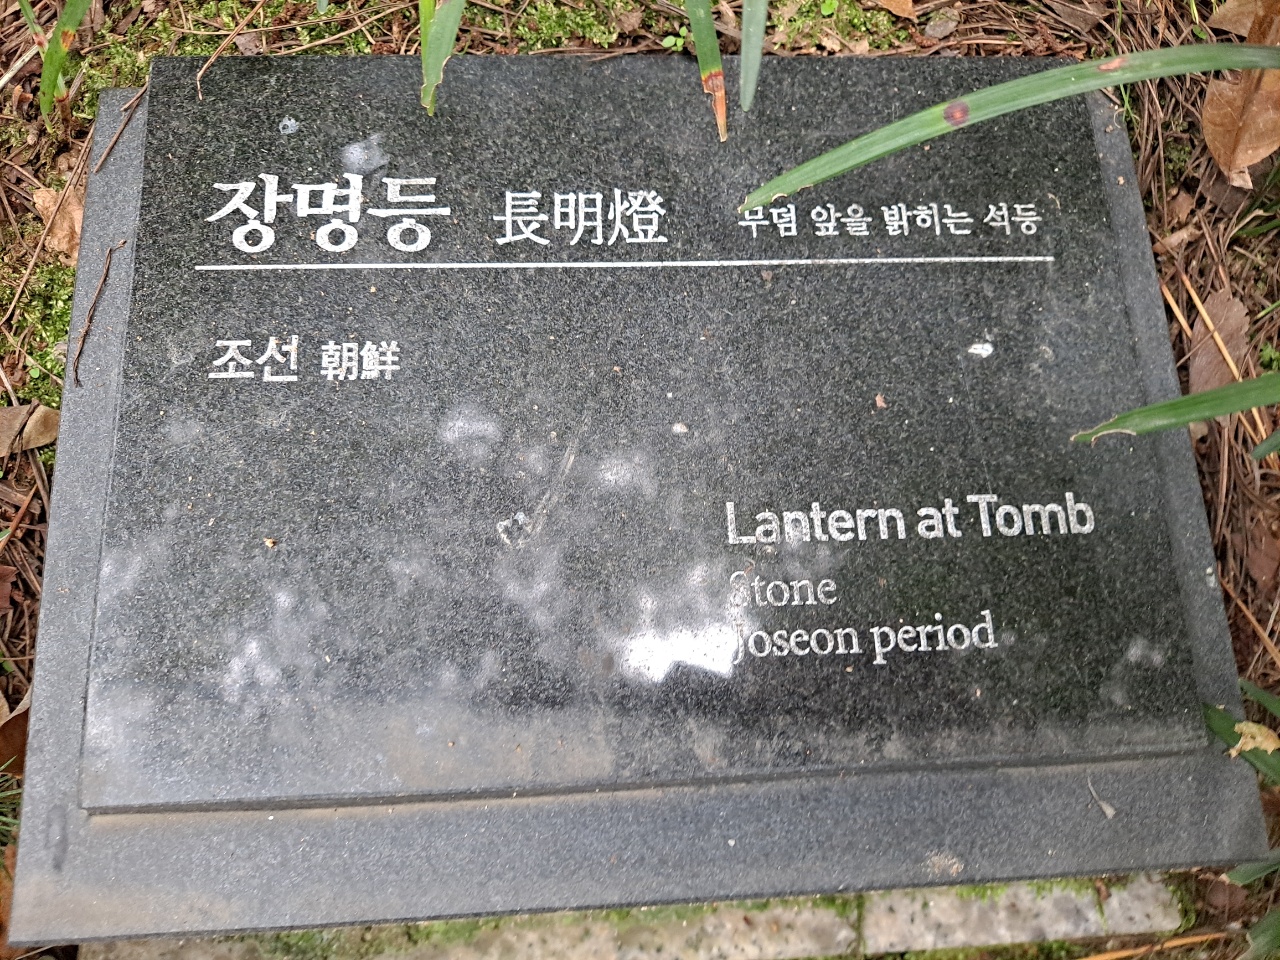 장명등 長明燈 무덤 앞을 밝히는 석등
조선 朝鮮
Lantern at Tomb
Stone
Joseon period